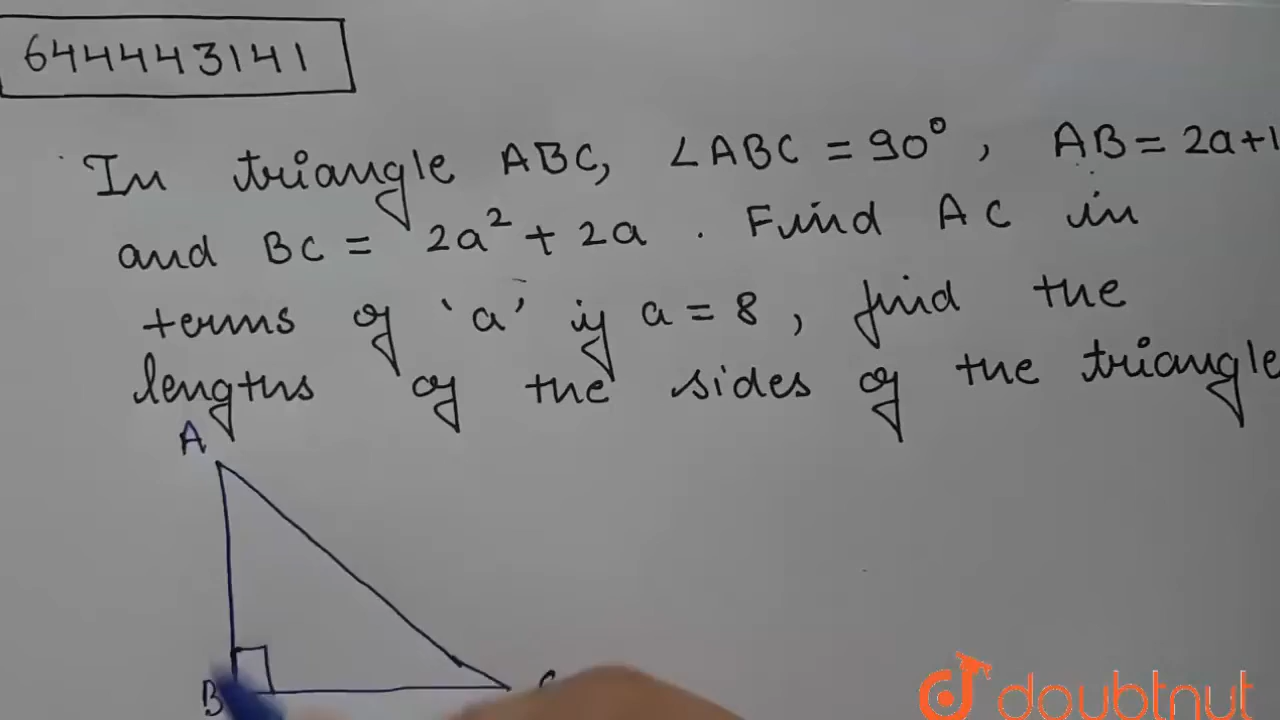 644443141
In triangle ABC, ∠ABC = 90°, AB = 2a+1
and BC = 2a² + 2a. Find AC in
terms of 'a' if a = 8, find the
lengths of the sides of the triangle
A
B
doubtnut